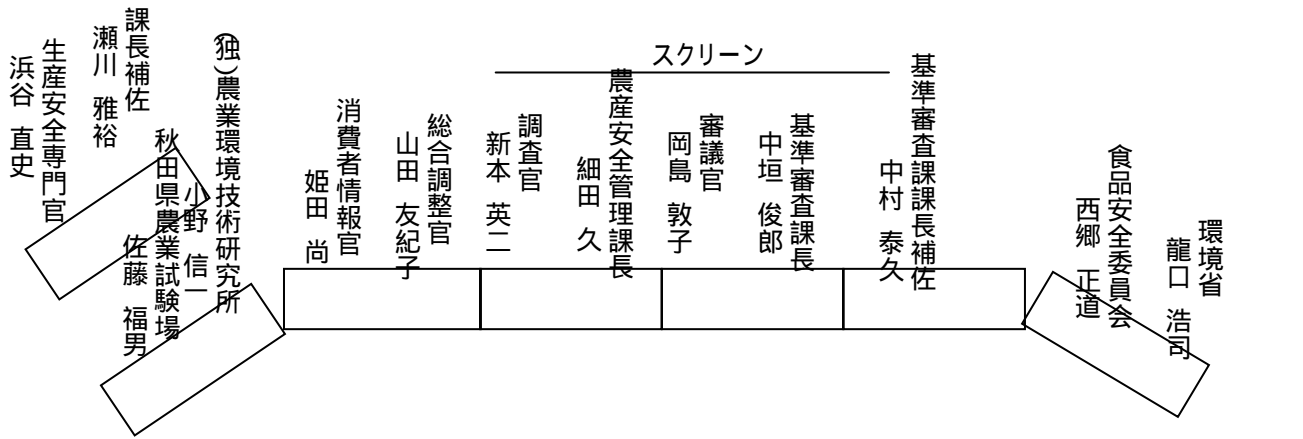 スクリーン
生産安全専門官
浜谷 直史
課長補佐
瀬川 雅裕
秋田県農業試験場
佐藤 福男
(独)農業環境技術研究所
小野 信一
消費者情報官
姫田 尚
総合調整官
山田 友紀子
調査官
新本 英二
農産安全管理課長
細田 久
審議官
岡島 敦子
基準審査課長
中垣 俊郎
基準審査課課長補佐
中村 泰久
食品安全委員会
西郷 正道
環境省
龍口 浩司